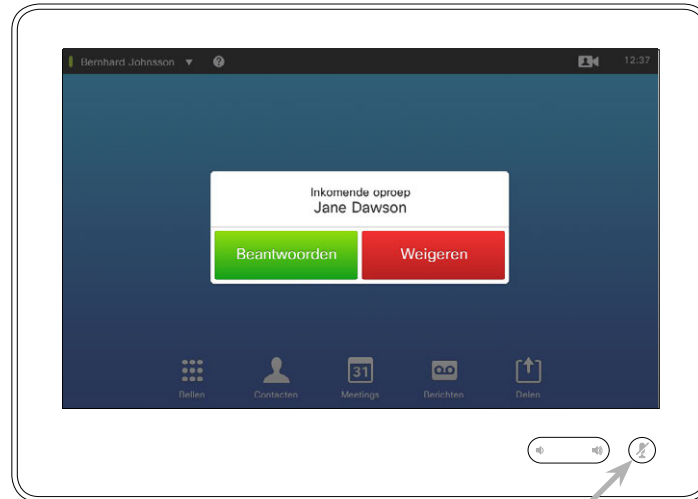 Bernhard Johnsson ▼ ? 12:37
Inkomende oproep
Jane Dawson
Beantwoorden Weigeren
31
Bellen Contacten Meetings Berichten Delen